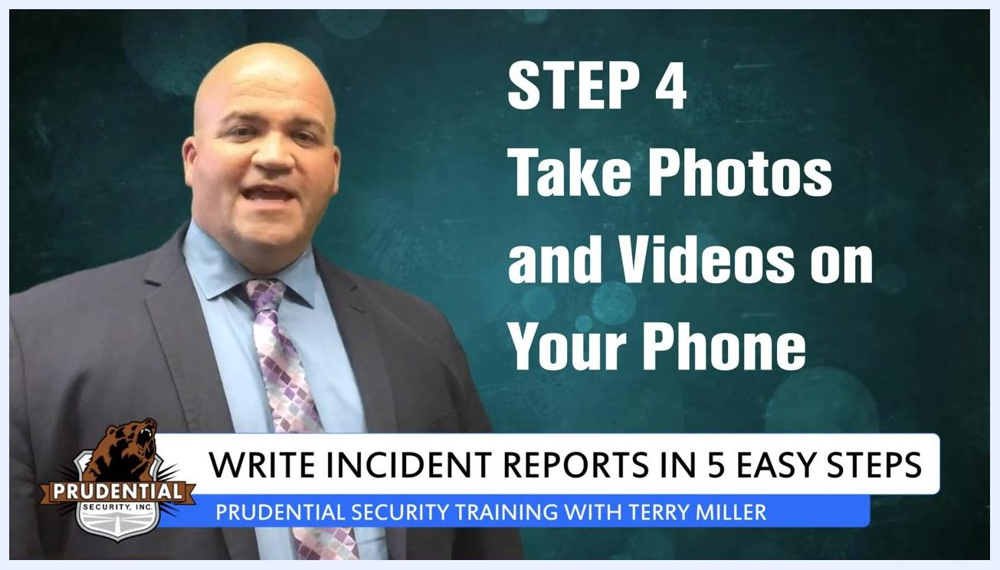 STEP 4
Take Photos
and Videos on
Your Phone
WRITE INCIDENT REPORTS IN 5 EASY STEPS
PRUDENTIAL
SECURITY, INC.
PRUDENTIAL SECURITY TRAINING WITH TERRY MILLER